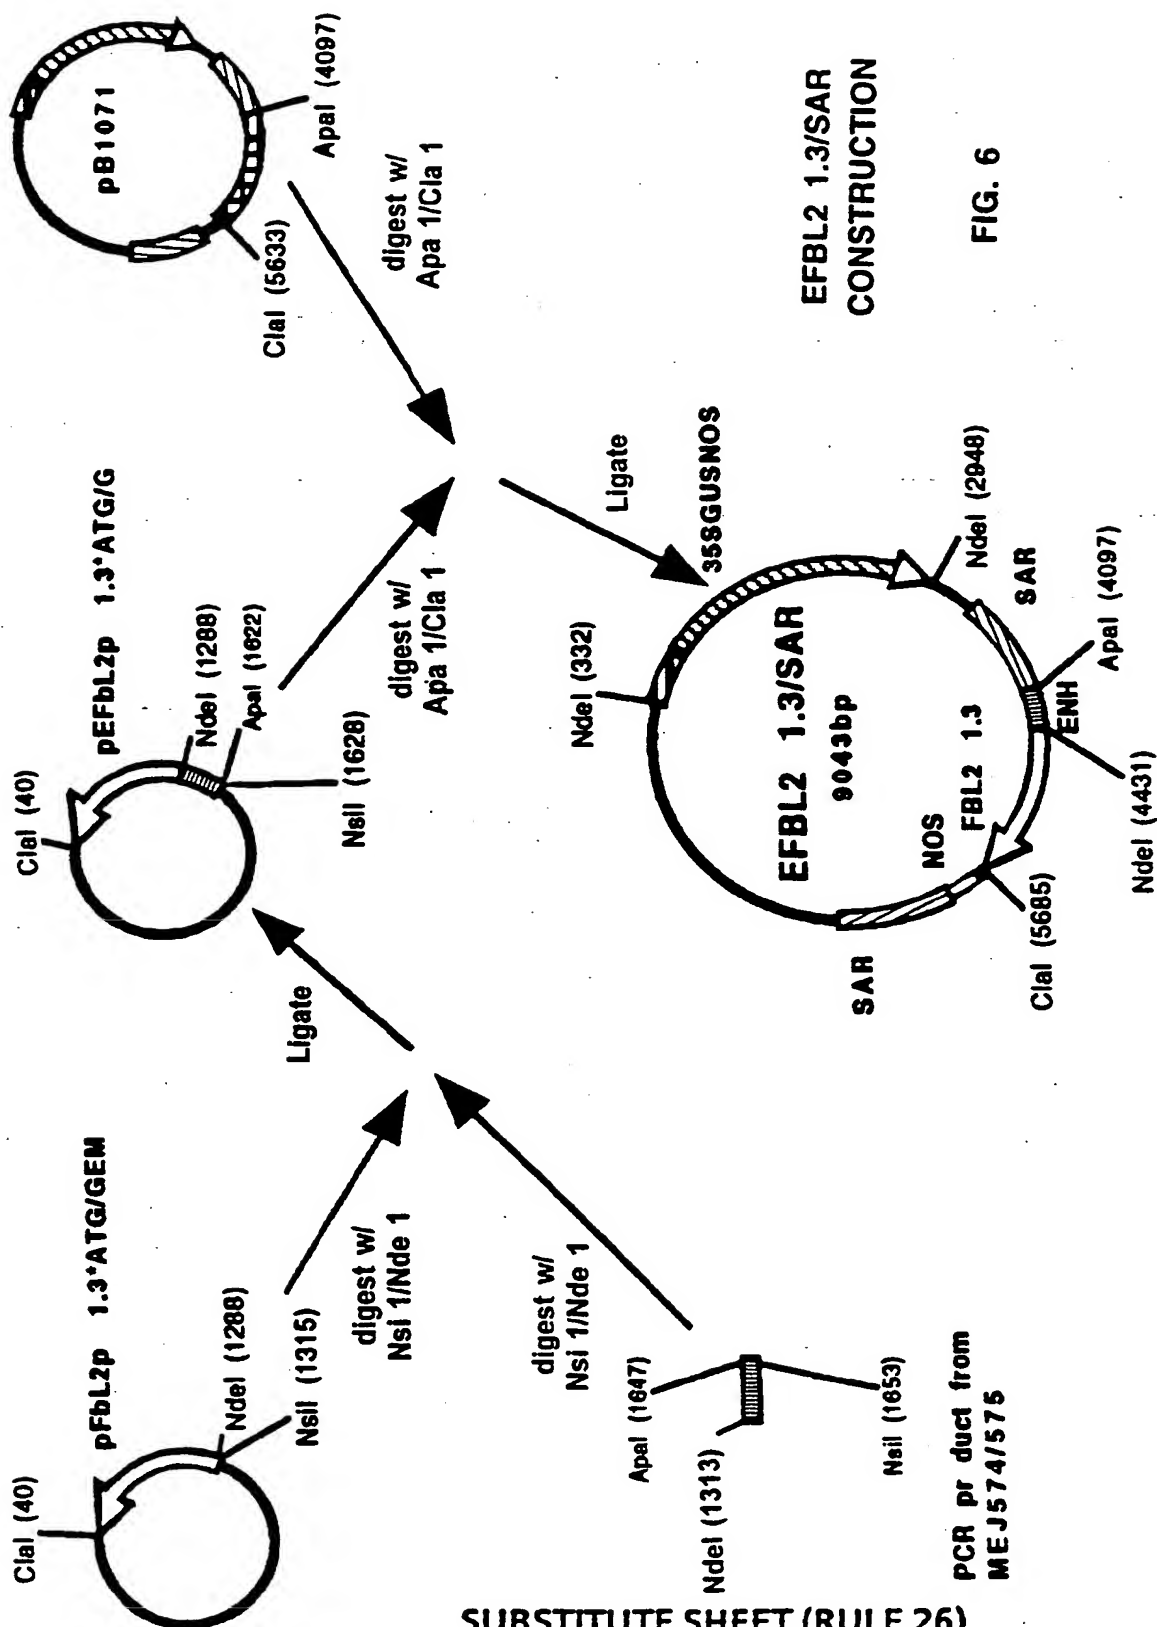 ClaI (40)
pFbL2p 1.3*ATG/GEM
NdeI (1288)
NsiI (1315)
digest w/
Nsi 1/Nde 1
ApaI (1647)
NdeI (1313)
NsiI (1653)
PCR pr duct from
MEJ574/575
digest w/
Nsi 1/Nde 1
Ligate
ClaI (40)
pEFbL2p 1.3*ATG/G
NdeI (1288)
ApaI (1622)
NsiI (1628)
digest w/
Apa 1/Cla 1
pB1071
ApaI (4097)
ClaI (5633)
digest w/
Apa 1/Cla 1
Ligate
35SGUSNOS
NdeI (332)
EFBL2 1.3/SAR
9043bp
NdeI (2948)
SAR
ApaI (4097)
ENH
NdeI (4431)
FBL2 1.3
NOS
ClaI (5685)
SAR
EFBL2 1.3/SAR
CONSTRUCTION
FIG. 6
SUBSTITUTE SHEET (RULE 26)